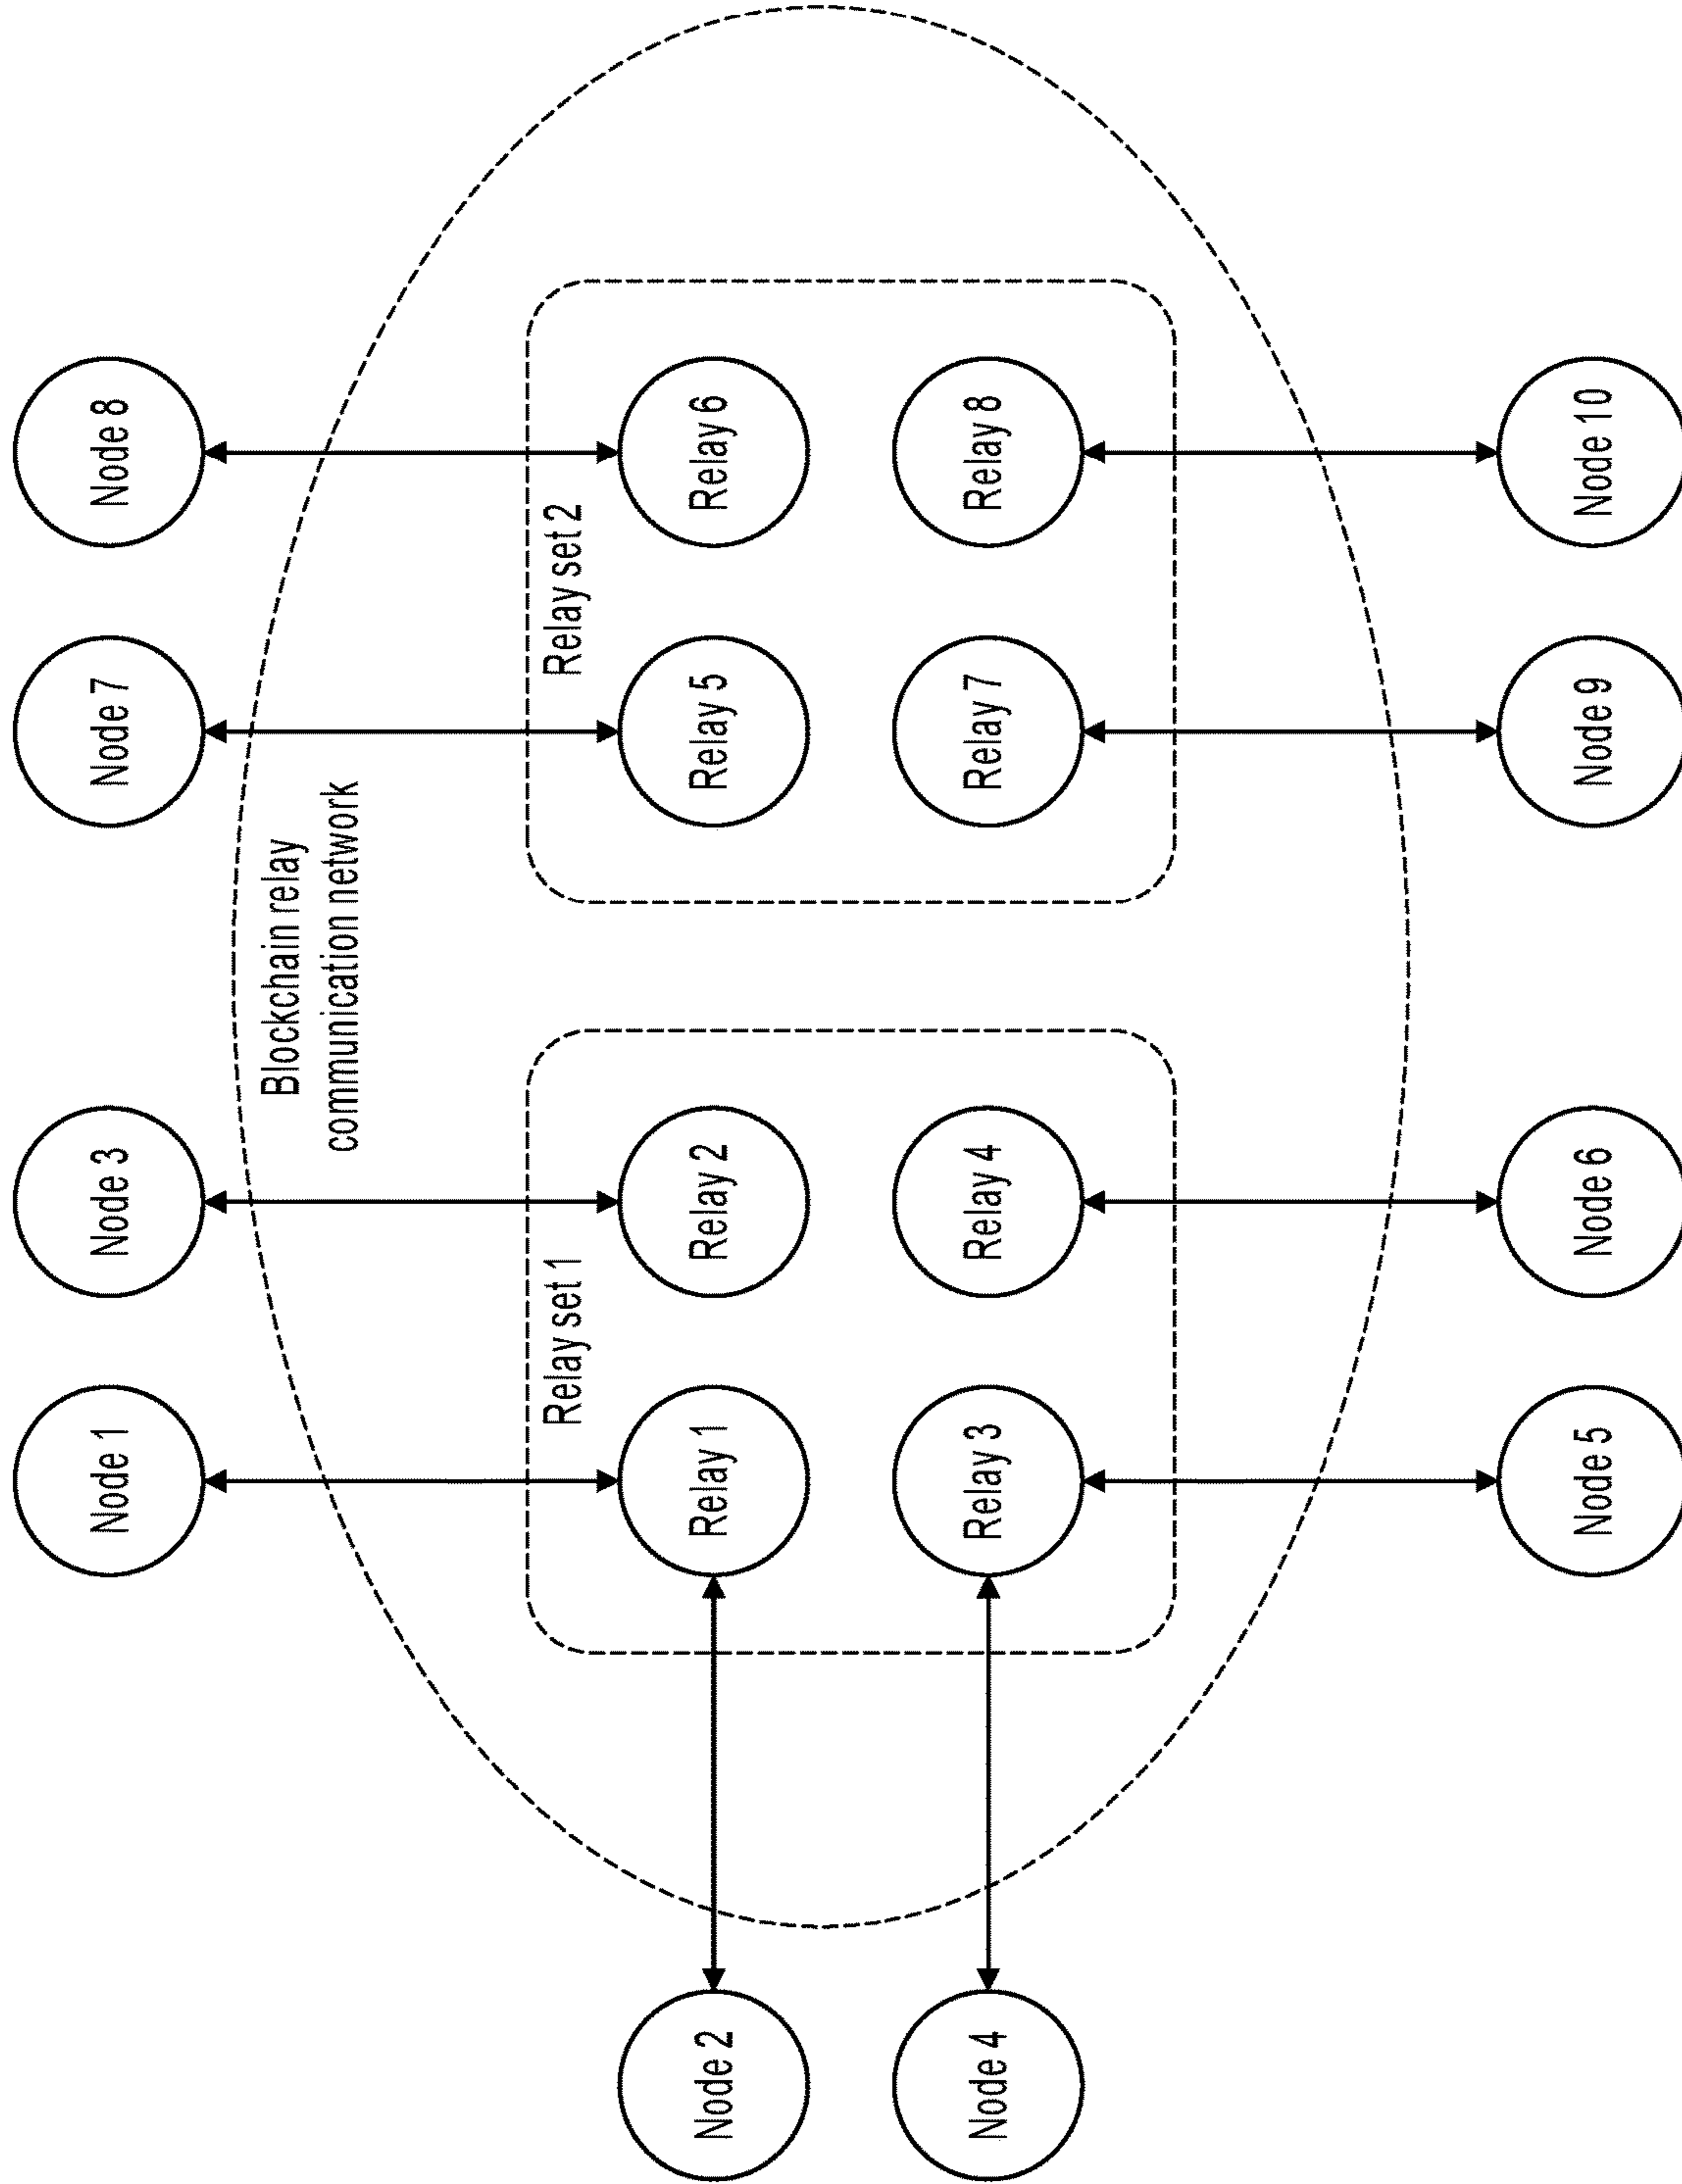 Node 1
Node 3
Node 7
Node 8
Blockchain relay
communication network
Relay set 1
Relay set 2
Node 2
Relay 1
Relay 2
Relay 5
Relay 6
Node 4
Relay 3
Relay 4
Relay 7
Relay 8
Node 5
Node 6
Node 9
Node 10